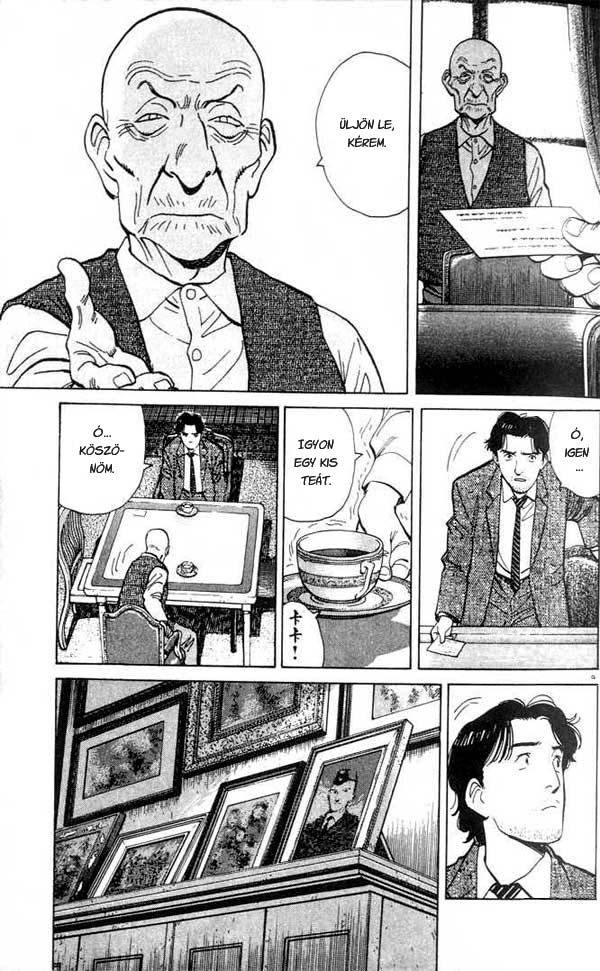 ÜLJÖN LE,
KÉREM.
Ó,
IGEN
...
IGYON
EGY KIS
TEÁT.
Ó...
KÖSZÖ-
NÖM.